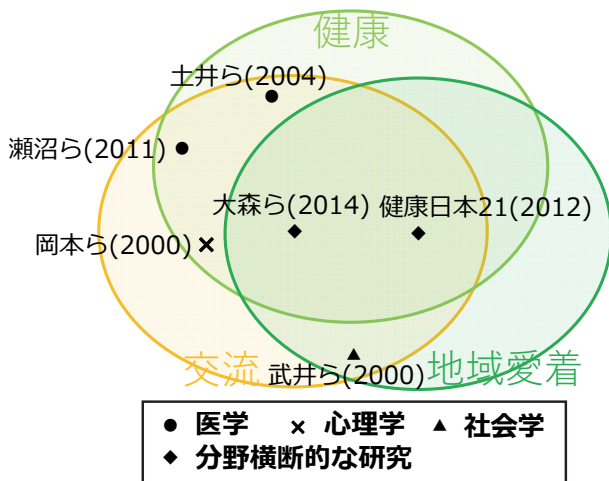 健康
土井ら(2004)
瀬沼ら(2011)
大森ら(2014)
健康日本21(2012)
岡本ら(2000)
交流
武井ら(2000)
地域愛着
● 医学 × 心理学 ▲ 社会学
◆ 分野横断的な研究